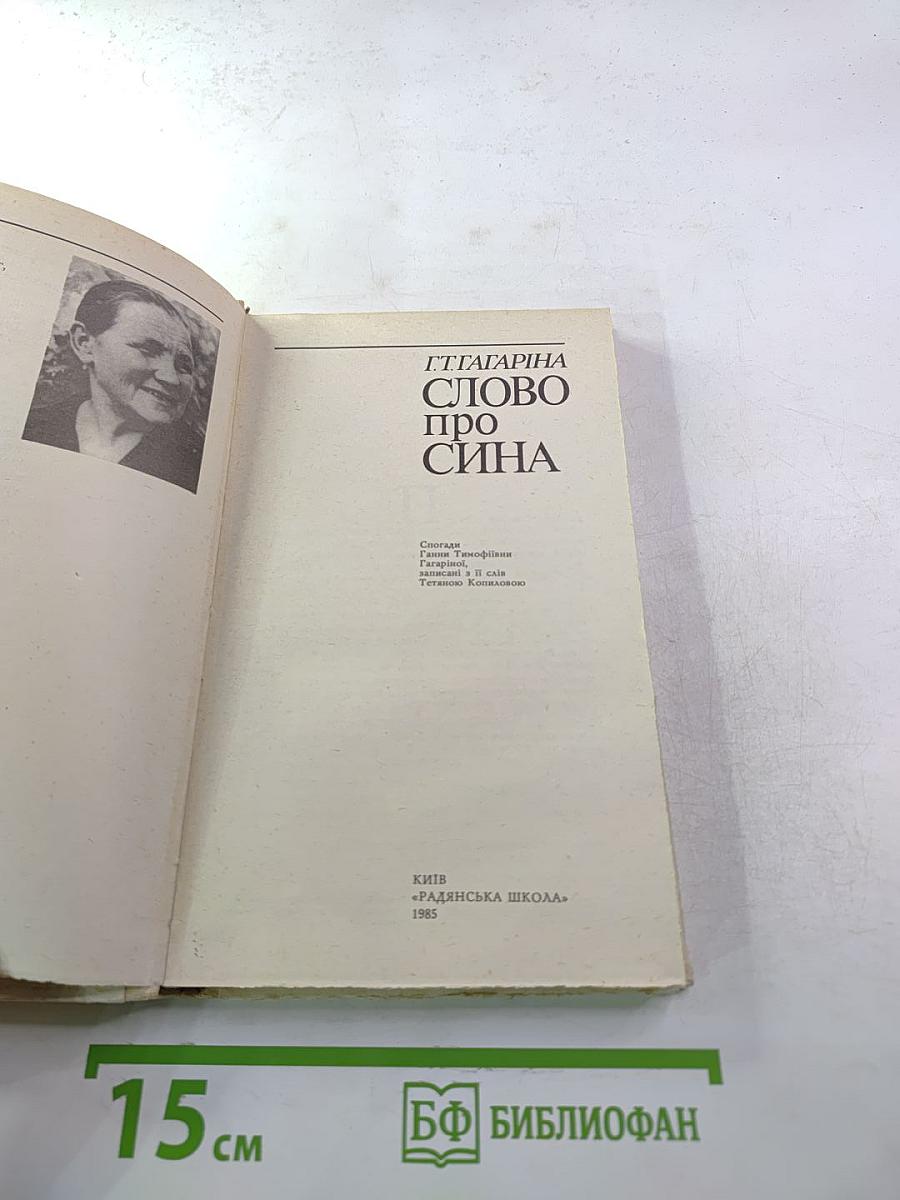 Г.Т.ГАГАРІНА
СЛОВО
про
СИНА
Спогади
Ганни Тимофіївни
Гагаріної,
записані з її слів
Тетяною Копиловою
КИЇВ
«РАДЯНСЬКА ШКОЛА»
1985
15 см
БФ БИБЛИОФАН